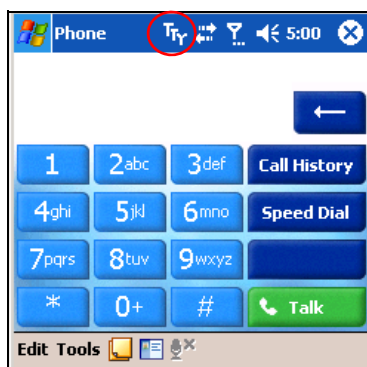 Phone TTY 5:00
1 2abc 3def Call History
4ghi 5jkl 6mno Speed Dial
7pqrs 8tuv 9wxyz
* 0+ # Talk
Edit Tools